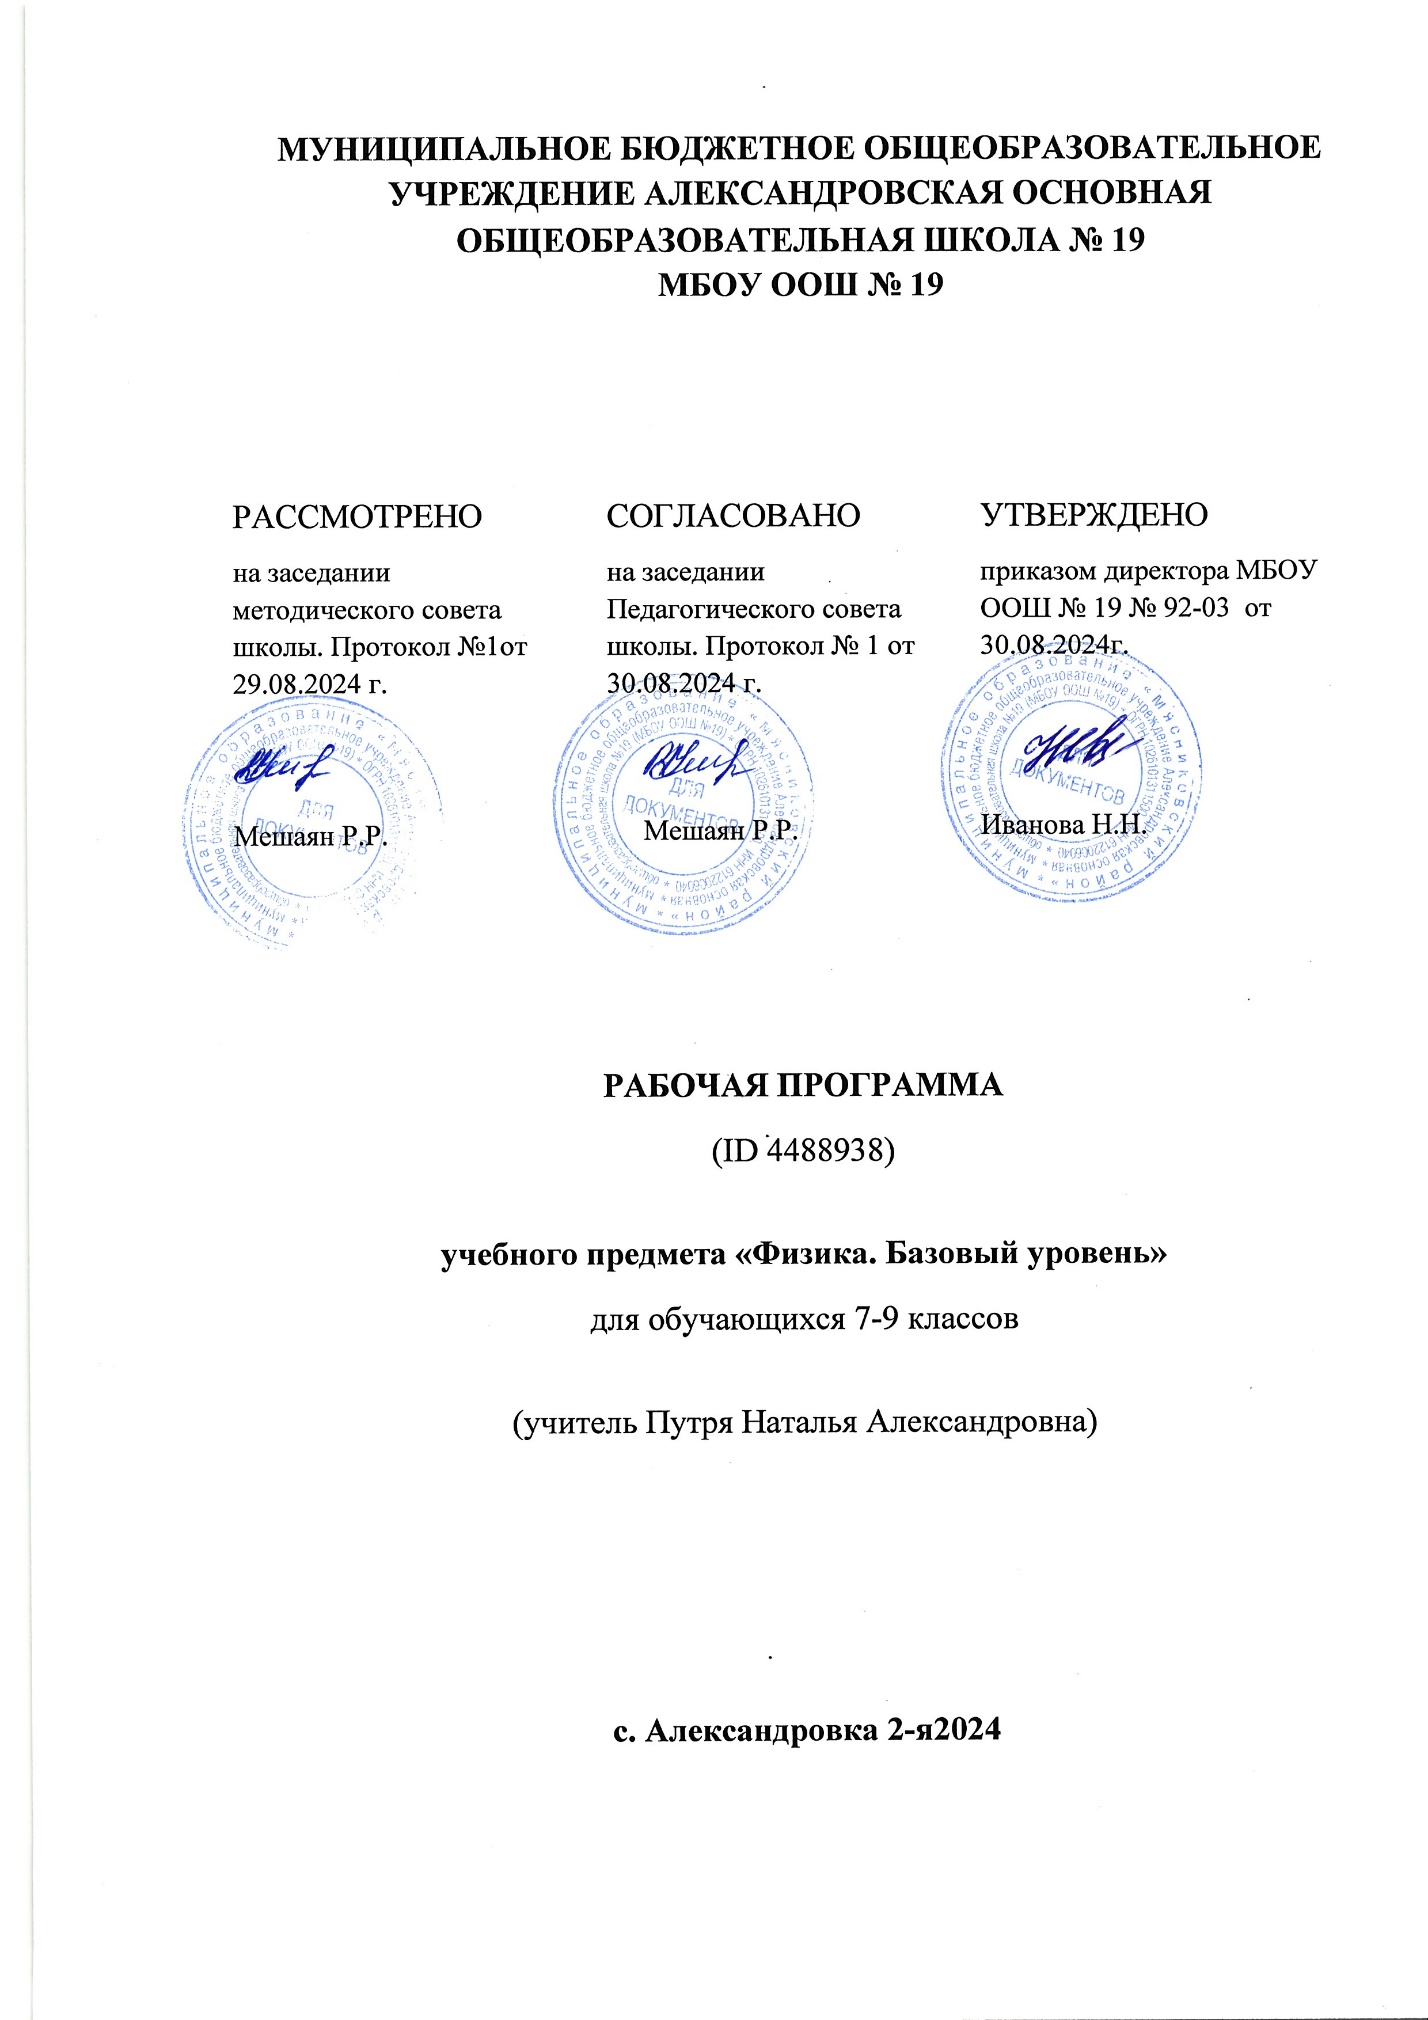 МУНИЦИПАЛЬНОЕ БЮДЖЕТНОЕ ОБЩЕОБРАЗОВАТЕЛЬНОЕ
УЧРЕЖДЕНИЕ АЛЕКСАНДРОВСКАЯ ОСНОВНАЯ
ОБЩЕОБРАЗОВАТЕЛЬНАЯ ШКОЛА № 19
МБОУ ООШ № 19
РАССМОТРЕНО
на заседании
методического совета
школы. Протокол №1от
29.08.2024 г.
Мешаян Р.Р.
СОГЛАСОВАНО
на заседании
Педагогического совета
школы. Протокол № 1 от
30.08.2024 г.
ДЛЯ
ДОКУМЕНТОВ
Мешаян Р.Р.
УТВЕРЖДЕНО
приказом директора МБОУ
ООШ № 19 № 92-03 от
30.08.2024г.
ДОКУМЕНТОВ
Иванова Н.Н.
РАБОЧАЯ ПРОГРАММА
(ID 4488938)
учебного предмета «Физика. Базовый уровень»
для обучающихся 7-9 классов
(учитель Путря Наталья Александровна)
с. Александровка 2-я2024